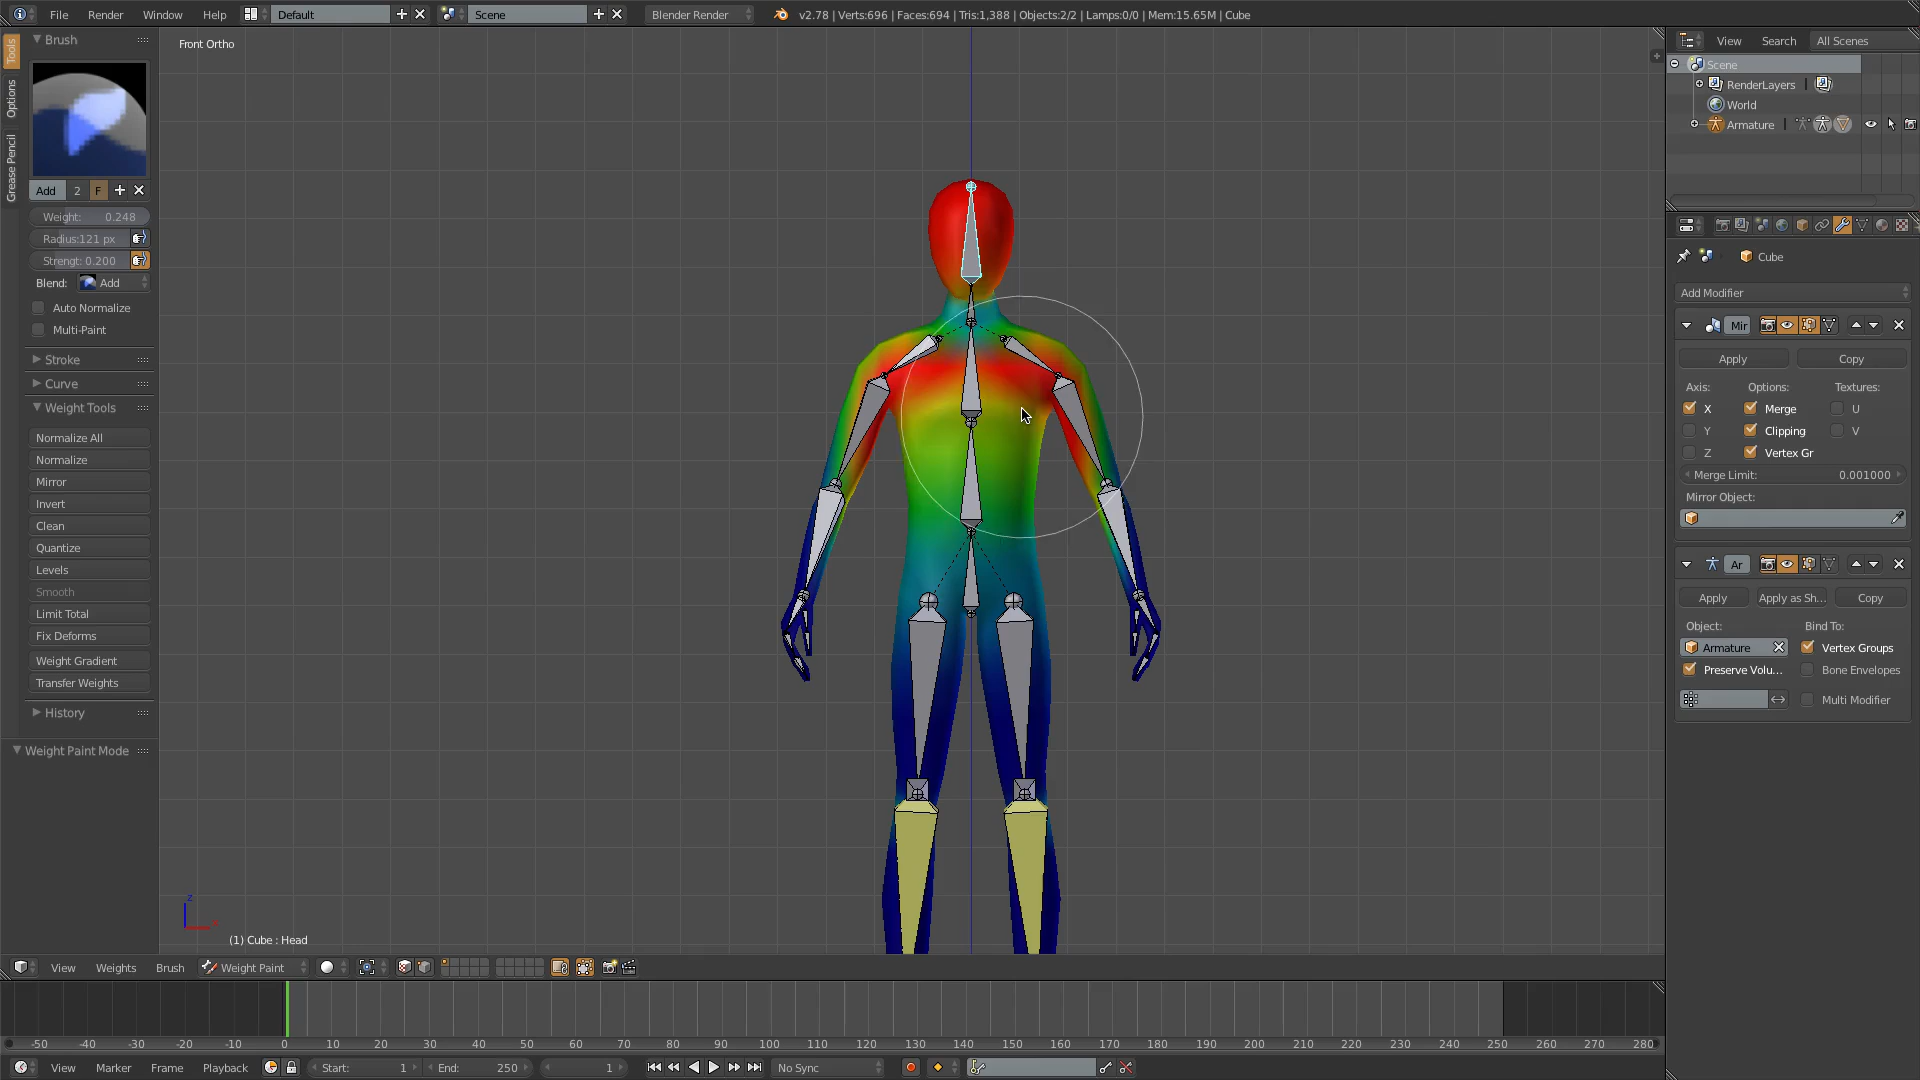 File Render Window Help Default Scene Blender Render v2.78 | Verts:696 | Faces:694 | Tris:1,388 | Objects:2/2 | Lamps:0/0 | Mem:15.65M | Cube
Tools
Options
Grease Pencil
Brush
Add 2 F
Weight: 0.248
Radius:121 px
Strengt: 0.200
Blend: Add
Auto Normalize
Multi-Paint
Stroke
Curve
Weight Tools
Normalize All
Normalize
Mirror
Invert
Clean
Quantize
Levels
Smooth
Limit Total
Fix Deforms
Weight Gradient
Transfer Weights
History
Weight Paint Mode
Front Ortho
z
x
(1) Cube : Head
View Weights Brush Weight Paint
-50 -40 -30 -20 -10 0 10 20 30 40 50 60 70 80 90 100 110 120 130 140 150 160 170 180 190 200 210 220 230 240 250 260 270 280
View Marker Frame Playback Start: 1 End: 250 1 No Sync
View Search All Scenes
Scene
RenderLayers |
World
Armature |
Cube
Add Modifier
Mir
Apply Copy
Axis: Options: Textures:
X Merge U
Y Clipping V
Z Vertex Gr
Merge Limit: 0.001000
Mirror Object:
Ar
Apply Apply as Sh... Copy
Object: Bind To:
Armature Vertex Groups
Preserve Volu... Bone Envelopes
Multi Modifier